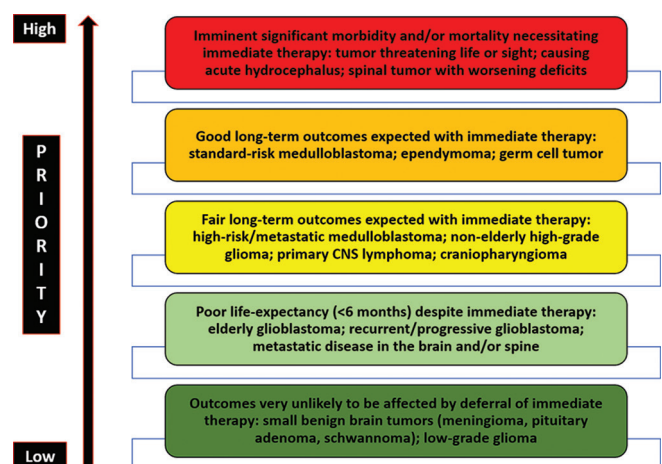 High
Imminent significant morbidity and/or mortality necessitating
immediate therapy: tumor threatening life or sight; causing
acute hydrocephalus; spinal tumor with worsening deficits
Good long-term outcomes expected with immediate therapy:
standard-risk medulloblastoma; ependymoma; germ cell tumor
PRIORITY
Fair long-term outcomes expected with immediate therapy:
high-risk/metastatic medulloblastoma; non-elderly high-grade
glioma; primary CNS lymphoma; craniopharyngioma
Poor life-expectancy (<6 months) despite immediate therapy:
elderly glioblastoma; recurrent/progressive glioblastoma;
metastatic disease in the brain and/or spine
Outcomes very unlikely to be affected by deferral of immediate
therapy: small benign brain tumors (meningioma, pituitary
adenoma, schwannoma); low-grade glioma
Low